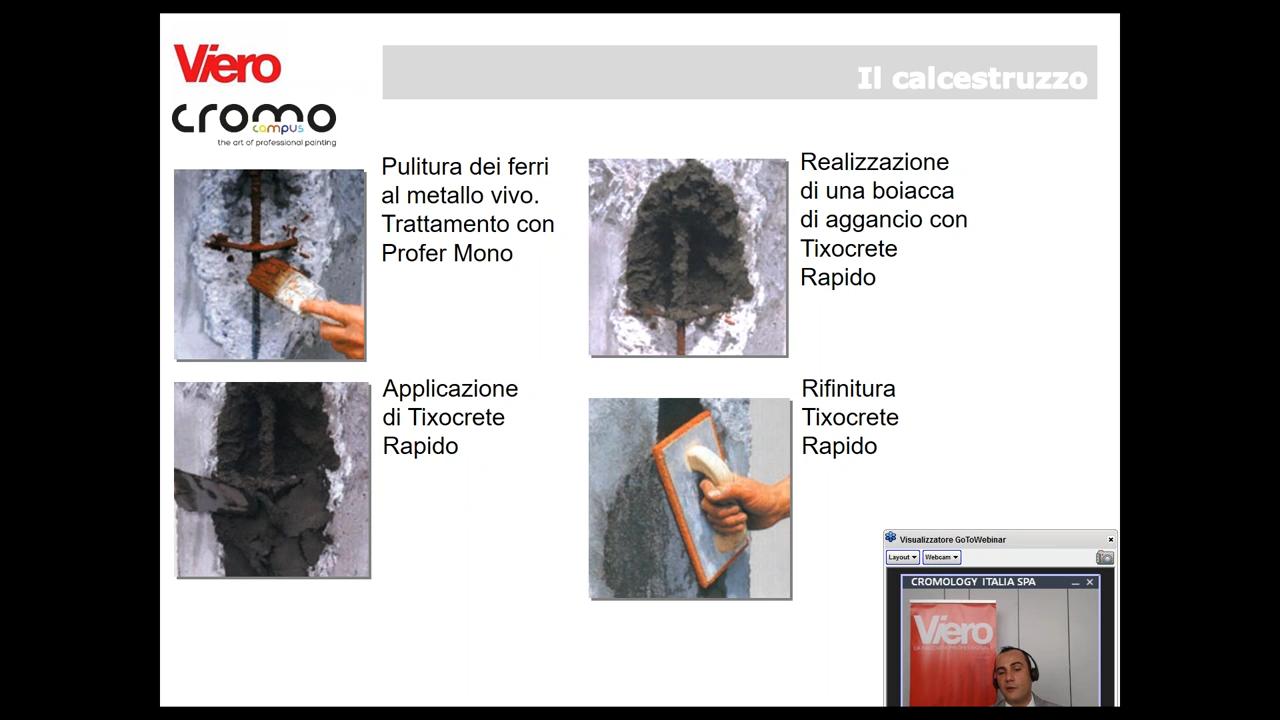 Viero
Il calcestruzzo
cromo
campus
the art of professional painting
Pulitura dei ferri
al metallo vivo.
Trattamento con
Profer Mono
Realizzazione
di una boiacca
di aggancio con
Tixocrete
Rapido
Applicazione
di Tixocrete
Rapido
Rifinitura
Tixocrete
Rapido
Visualizzatore GoToWebinar
Layout
Webcam
CROMOLOGY ITALIA SPA
Viero